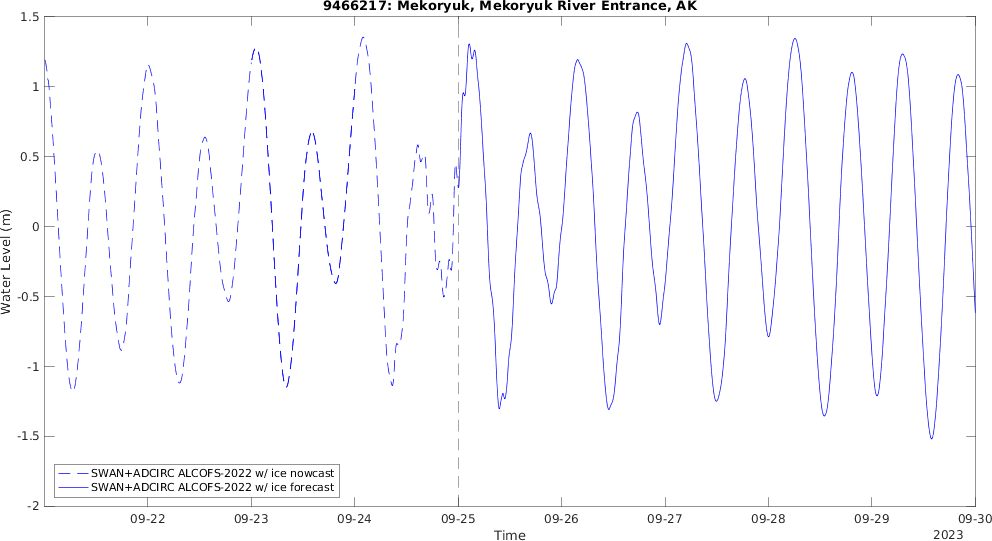 9466217: Mekoryuk, Mekoryuk River Entrance, AK
1.5
1
0.5
0
-0.5
-1
-1.5
-2
Water Level (m)
SWAN+ADCIRC ALCOFS-2022 w/ ice nowcast
SWAN+ADCIRC ALCOFS-2022 w/ ice forecast
09-22 09-23 09-24 09-25 09-26 09-27 09-28 09-29 09-30
Time
2023